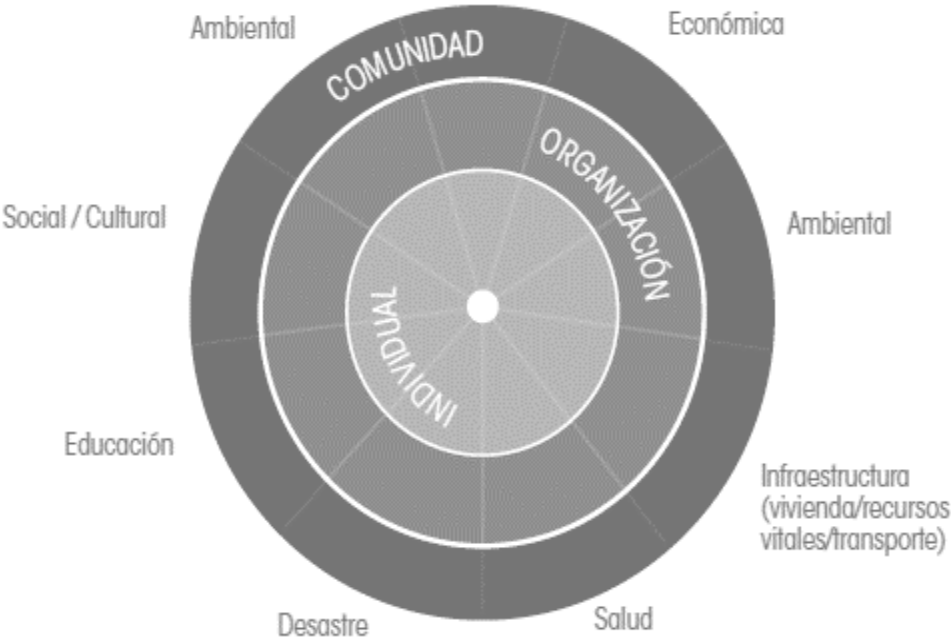 Ambiental
Económica
COMUNIDAD
ORGANIZACIÓN
Social / Cultural
Ambiental
INDIVIDUAL
Educación
Infraestructura
(vivienda/recursos
vitales/transporte)
Desastre
Salud